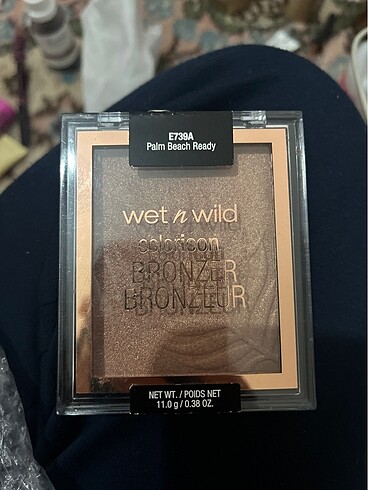 E739A
Palm Beach Ready
wet n wild
coloricon
BRONZER
BRONZEUR
NET WT. / POIDS NET
11.0 g / 0.38 OZ.